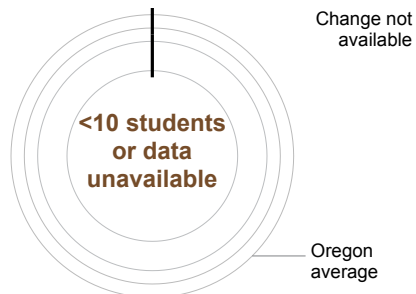 Change not
available
<10 students
or data
unavailable
Oregon
average